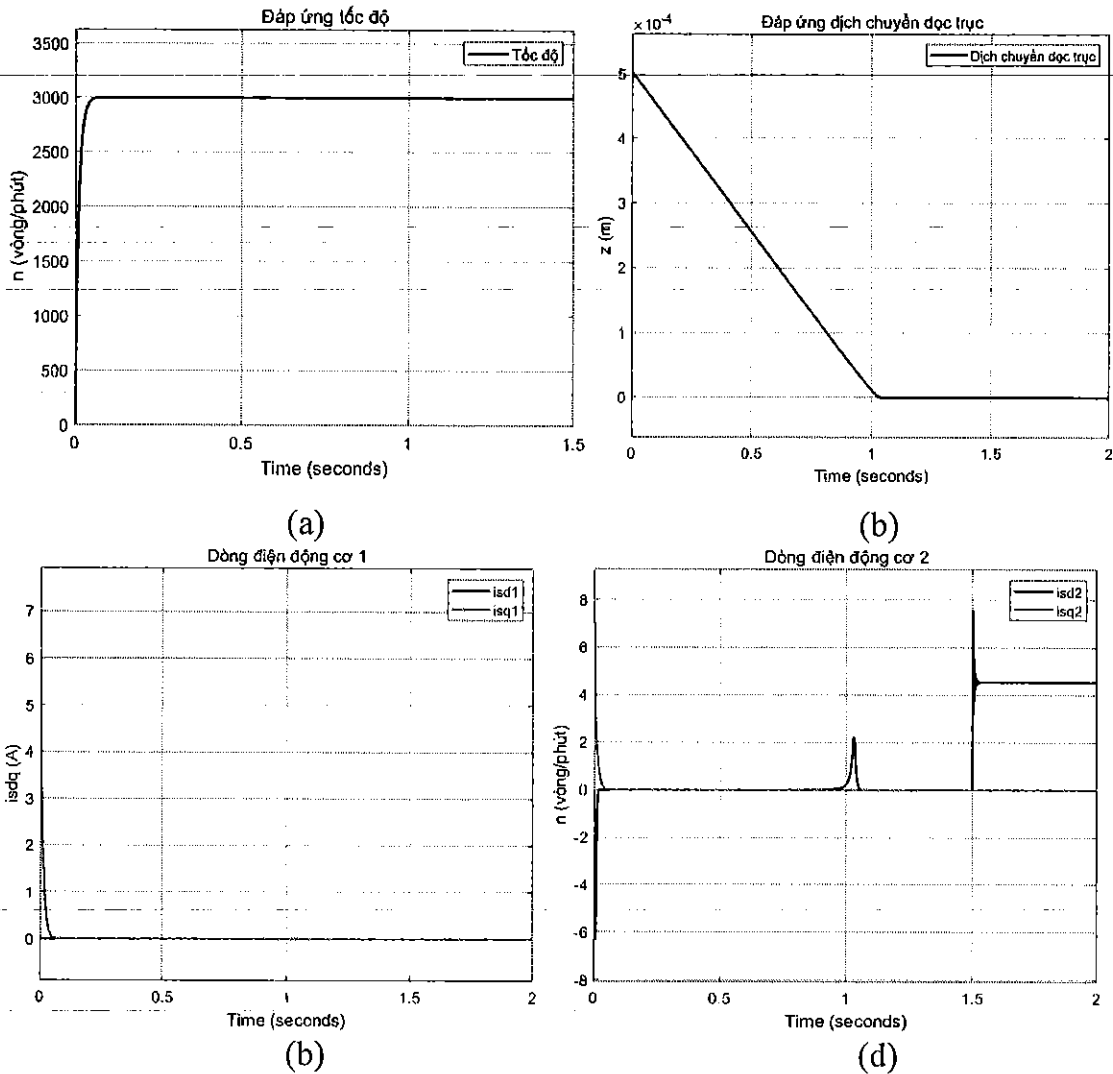 Đáp ứng tốc độ
3500
3000
2500
2000
1500
1000
500
0
n (vòng/phút)
Tốc độ
0 0.5 1 1.5
Time (seconds)
(a)
Đáp ứng dịch chuyển dọc trục
×10⁻⁴
5
4
3
2
1
0
z (m)
Dịch chuyển dọc trục
0 0.5 1 1.5 2
Time (seconds)
(b)
Dòng điện động cơ 1
7
6
5
4
3
2
1
0
isdq (A)
isd1
isq1
0 0.5 1 1.5 2
Time (seconds)
(b)
Dòng điện động cơ 2
8
6
4
2
0
-2
-4
-6
-8
n (vòng/phút)
isd2
isq2
0 0.5 1 1.5 2
Time (seconds)
(d)